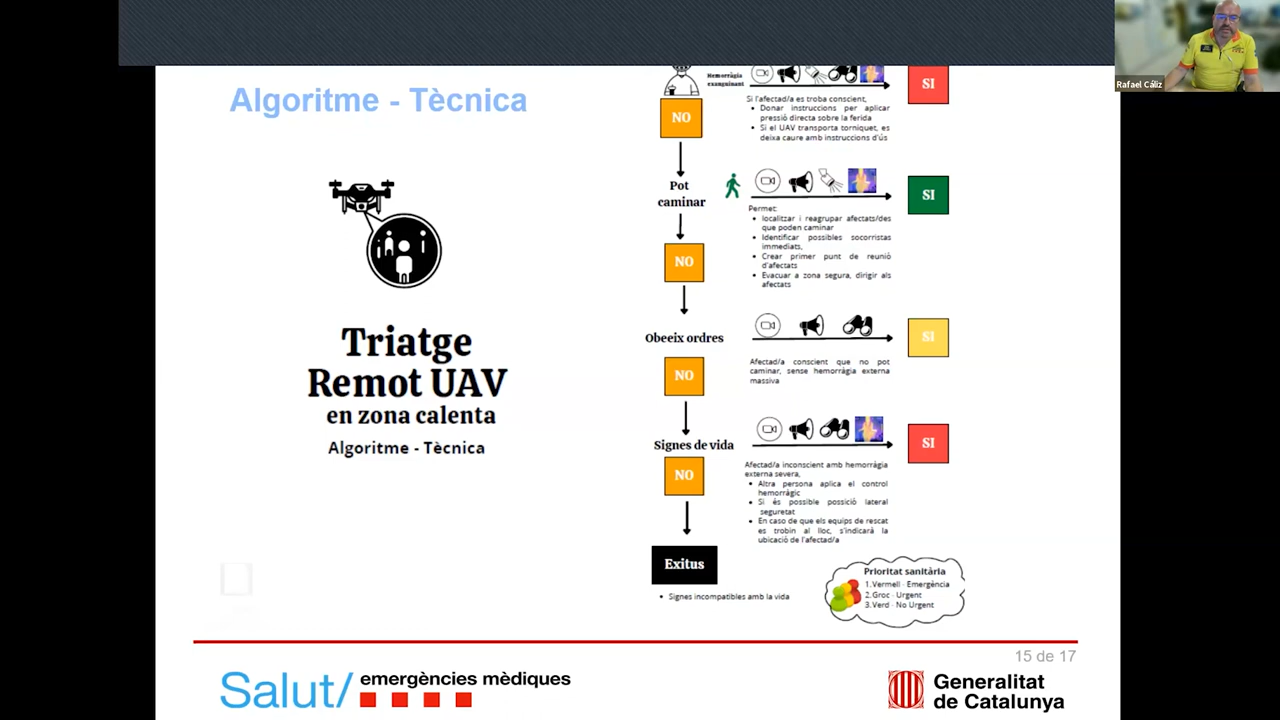 Rafael Cáliz
Algoritme - Tècnica
Triatge
Remot UAV
en zona calenta
Algoritme - Tècnica
Hemorràgia
exanguinant
SI
NO
Si l'afectad/a es troba conscient,
• Donar instruccions per aplicar
pressió directa sobre la ferida
• Si el UAV transporta torniquet, es
deixa caure amb instruccions d'ús
Pot
caminar
SI
Permet:
• localitzar i reagrupar afectats/des
que poden caminar
• Identificar possibles socorristas
immediats,
• Crear primer punt de reunió
d'afectats
• Evacuar a zona segura, dirigir als
afectats
NO
Obeeix ordres
SI
Afectad/a conscient que no pot
caminar, sense hemorràgia externa
massiva
NO
Signes de vida
SI
Afectad/a inconscient amb hemorràgia
externa severa,
• Altra persona aplica el control
hemorràgic
• Si és possible possició lateral
seguretat
• En caso de que els equips de rescat
es trobin al lloc, s'indicarà la
ubicació de l'afectad/a
NO
Exitus
• Signes incompatibles amb la vida
Prioritat sanitària
1.Vermell - Emergència
2.Groc - Urgent
3.Verd - No Urgent
15 de 17
Salut/ emergències mèdiques
Generalitat
de Catalunya